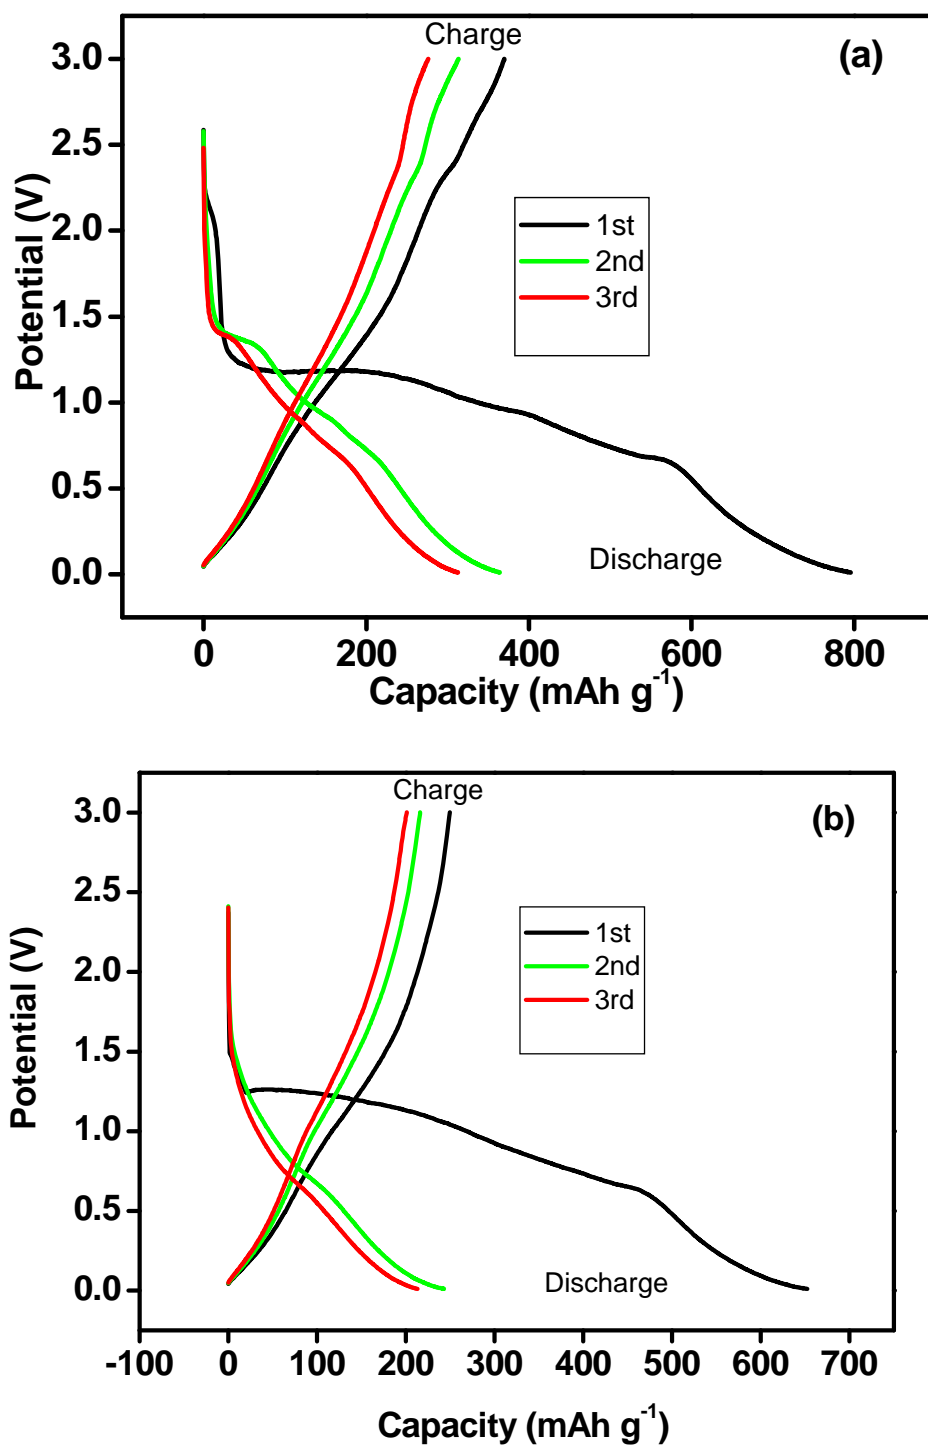 Charge
(a)
3.0
2.5
2.0
1.5
1.0
0.5
0.0
Potential (V)
1st
2nd
3rd
Discharge
0 200 400 600 800
Capacity (mAh g⁻¹)
Charge
(b)
3.0
2.5
2.0
1.5
1.0
0.5
0.0
Potential (V)
1st
2nd
3rd
Discharge
-100 0 100 200 300 400 500 600 700
Capacity (mAh g⁻¹)